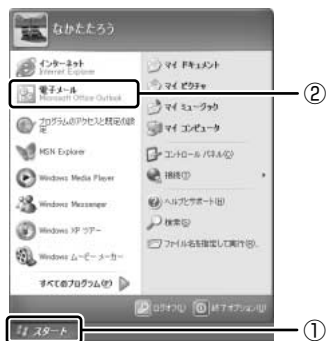 なかたたろう
インターネット
Internet Explorer
電子メール
Microsoft Office Outlook
プログラムのアクセスと既定の設定
MSN Explorer
Windows Media Player
Windows Messenger
Windows XP ツアー
Windows ムービー メーカー
すべてのプログラム(P)
マイ ドキュメント
マイ ピクチャ
マイ ミュージック
マイ コンピュータ
コントロール パネル(C)
接続(T)
ヘルプとサポート(H)
検索(S)
ファイル名を指定して実行(R)...
ログオフ(L)
終了オプション(U)
スタート
②
①